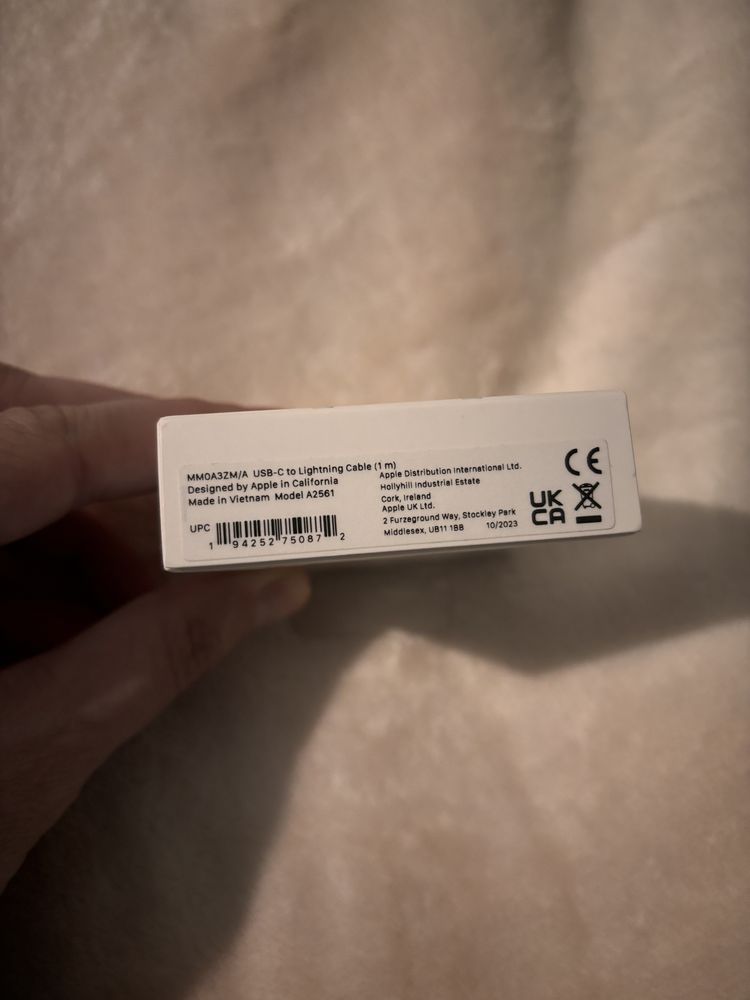 MM0A3ZM/A USB-C to Lightning Cable (1 m)
Designed by Apple in California
Made in Vietnam Model A2561
UPC
1 94252 75087 2
Apple Distribution International Ltd.
Hollyhill Industrial Estate
Cork, Ireland
Apple UK Ltd.
2 Furzeground Way, Stockley Park
Middlesex, UB11 1BB 10/2023
CE
UK
CA